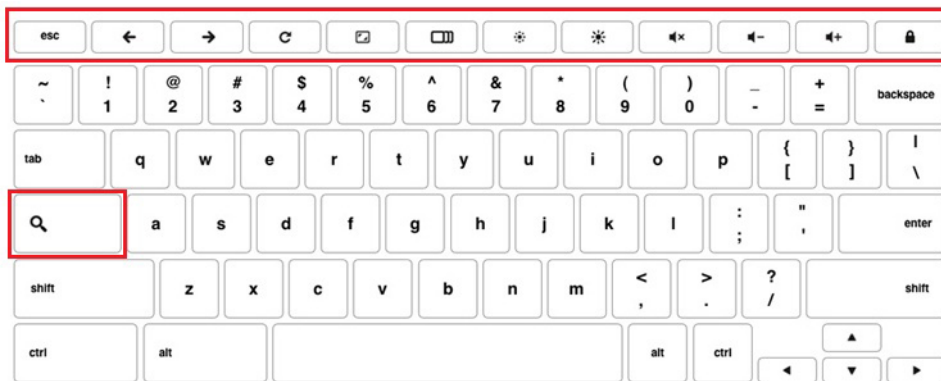 esc
~ ! @ # $ % ^ & * ( ) _ +
` 1 2 3 4 5 6 7 8 9 0 - = backspace
tab q w e r t y u i o p { [ } ] | \
a s d f g h j k l : ; " ' enter
shift z x c v b n m < , > . ? / shift
ctrl alt alt ctrl